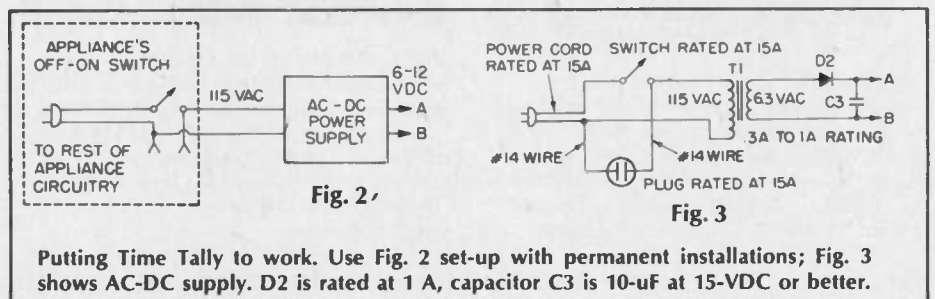 APPLIANCE'S
OFF-ON SWITCH
115 VAC
AC-DC
POWER
SUPPLY
6-12
VDC
A
B
TO REST OF
APPLIANCE
CIRCUITRY
Fig. 2
POWER CORD
RATED AT 15A
SWITCH RATED AT 15A
T1
D2
A
115 VAC
6.3 VAC
C3
B
.3A TO 1A RATING
#14 WIRE
#14 WIRE
PLUG RATED AT 15A
Fig. 3
Putting Time Tally to work. Use Fig. 2 set-up with permanent installations; Fig. 3
shows AC-DC supply. D2 is rated at 1 A, capacitor C3 is 10-uF at 15-VDC or better.